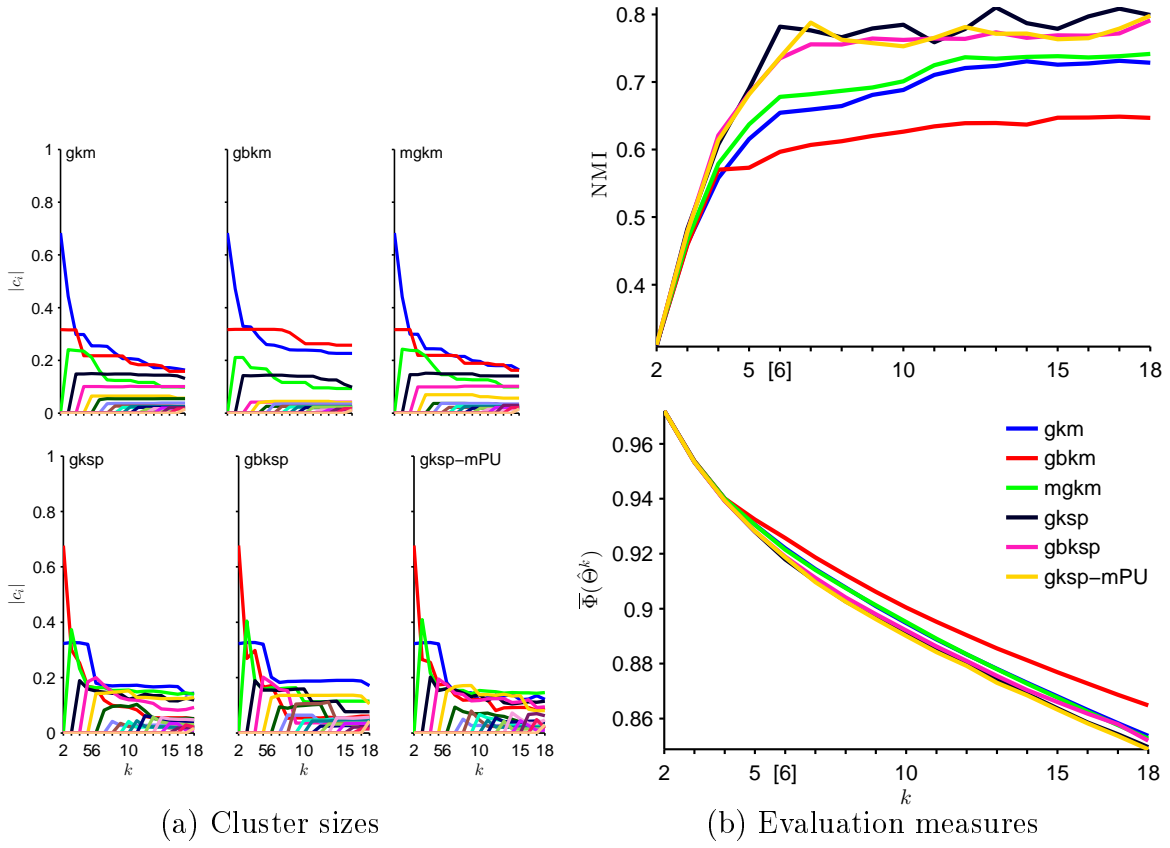 gkm gbkm mgkm
1
0.8
0.6
0.4
0.2
0
|c_i|
gksp gbksp gksp−mPU
1
0.8
0.6
0.4
0.2
0
|c_i|
2 56 10 15 18 2 56 10 15 18 2 56 10 15 18
k k k
(a) Cluster sizes
0.8
0.7
0.6
0.5
0.4
NMI
2 5 [6] 10 15 18
0.96
0.94
0.92
0.9
0.88
0.86
Φ̅(Θ̂^k)
gkm
gbkm
mgkm
gksp
gbksp
gksp−mPU
2 5 [6] 10 15 18
k
(b) Evaluation measures